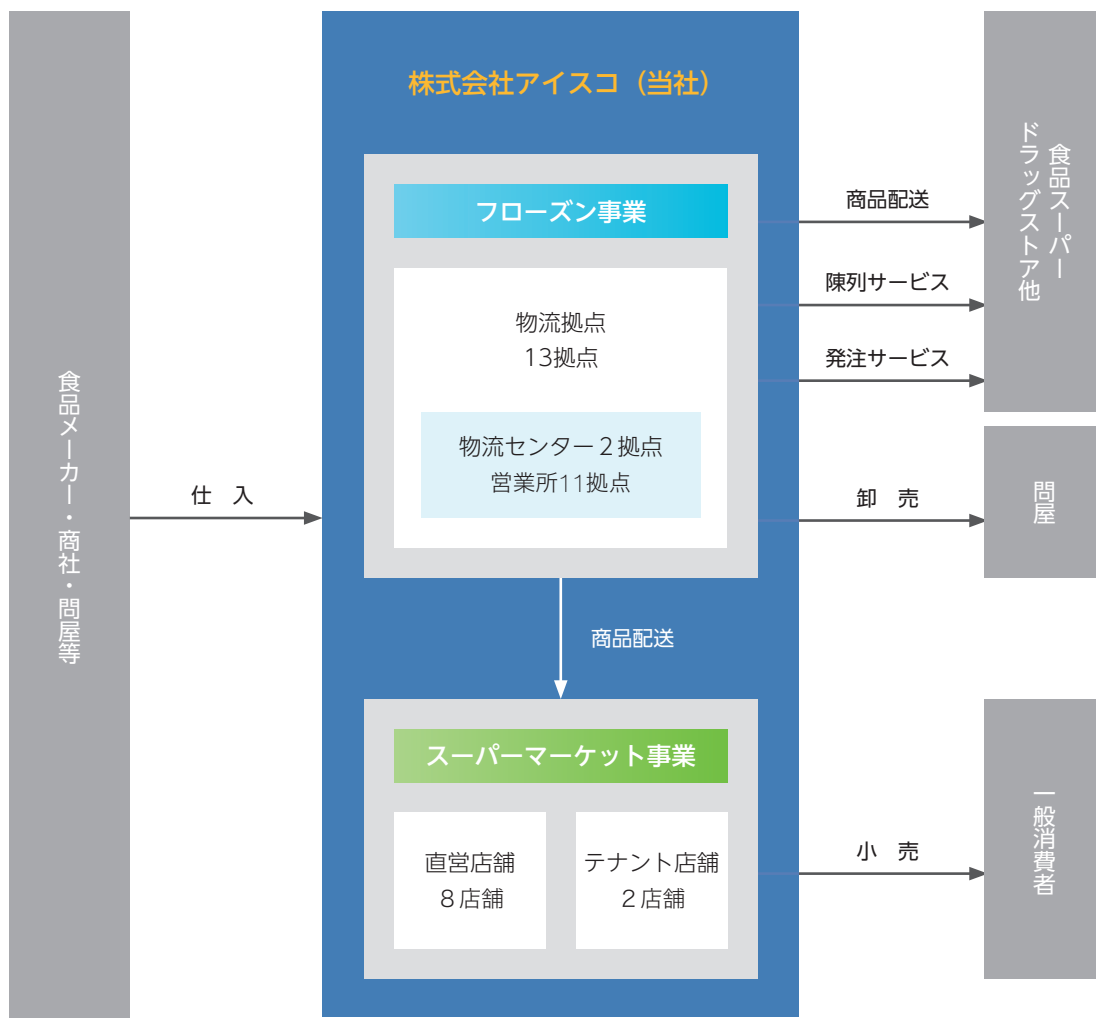 食品メーカー・商社・問屋等
仕　入
株式会社アイスコ（当社）
フローズン事業
物流拠点
13拠点
物流センター２拠点
営業所11拠点
商品配送
スーパーマーケット事業
直営店舗
８店舗
テナント店舗
２店舗
商品配送
陳列サービス
発注サービス
卸　売
小　売
食品スーパー
ドラッグストア他
問屋
一般消費者